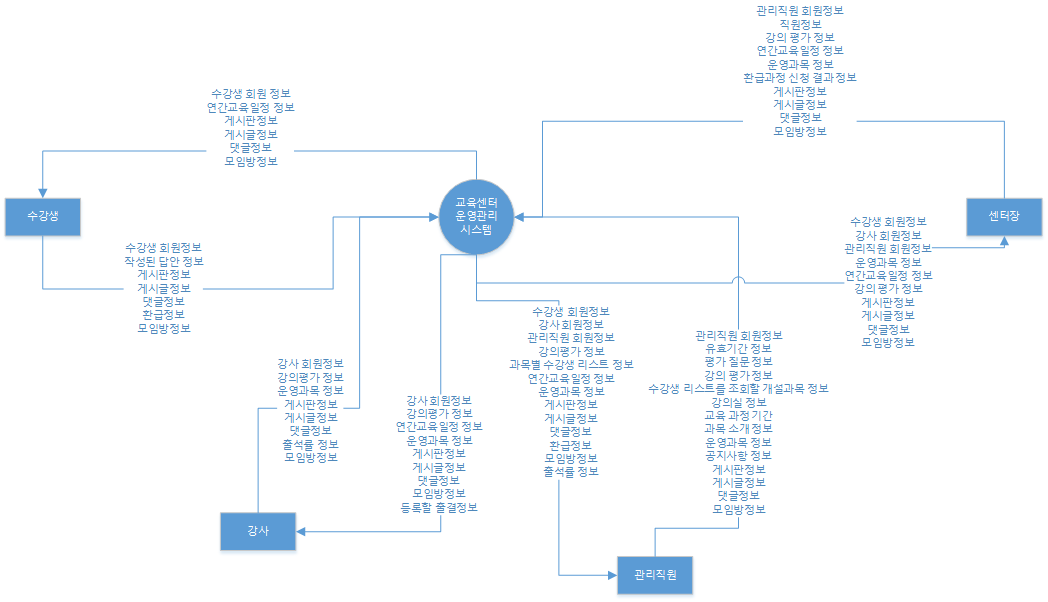 관리직원 회원정보
직원정보
강의 평가 정보
연간교육일정 정보
운영과목 정보
환급과정 신청 결과 정보
게시판정보
게시글정보
댓글정보
모임방정보
수강생 회원 정보
연간교육일정 정보
게시판정보
게시글정보
댓글정보
모임방정보
수강생
교육센터
운영관리
시스템
센터장
수강생 회원정보
작성된 답안 정보
게시판정보
게시글정보
댓글정보
환급정보
모임방정보
수강생 회원정보
강사 회원정보
관리직원 회원정보
운영과목 정보
연간교육일정 정보
강의 평가 정보
게시판정보
게시글정보
댓글정보
모임방정보
강사 회원정보
강의평가 정보
운영과목 정보
게시판정보
게시글정보
댓글정보
출석률 정보
모임방정보
강사회원정보
강의평가 정보
연간교육일정 정보
운영과목 정보
게시판정보
게시글정보
댓글정보
모임방정보
등록할 출결정보
수강생 회원정보
강사 회원정보
관리직원 회원정보
강의평가 정보
과목별 수강생 리스트 정보
연간교육일정 정보
운영과목 정보
게시판정보
게시글정보
댓글정보
환급정보
모임방정보
출석률 정보
관리직원 회원정보
유효기간 정보
평가 질문 정보
강의 평가 정보
수강생 리스트를 조회할 개설과목 정보
강의실 정보
교육 과정 기간
과목 소개 정보
운영과목 정보
공지사항 정보
게시판정보
게시글정보
댓글정보
모임방정보
강사
관리직원